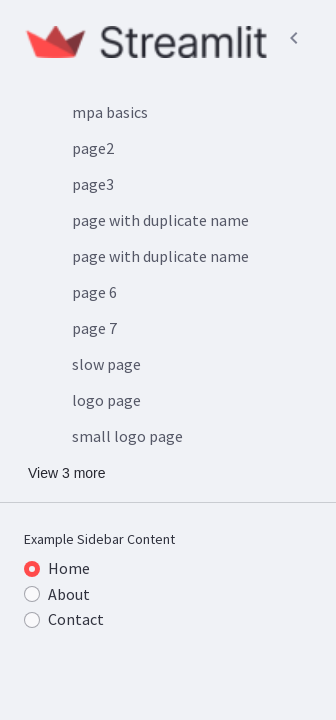 Streamlit
mpa basics
page2
page3
page with duplicate name
page with duplicate name
page 6
page 7
slow page
logo page
small logo page
View 3 more
Example Sidebar Content
Home
About
Contact